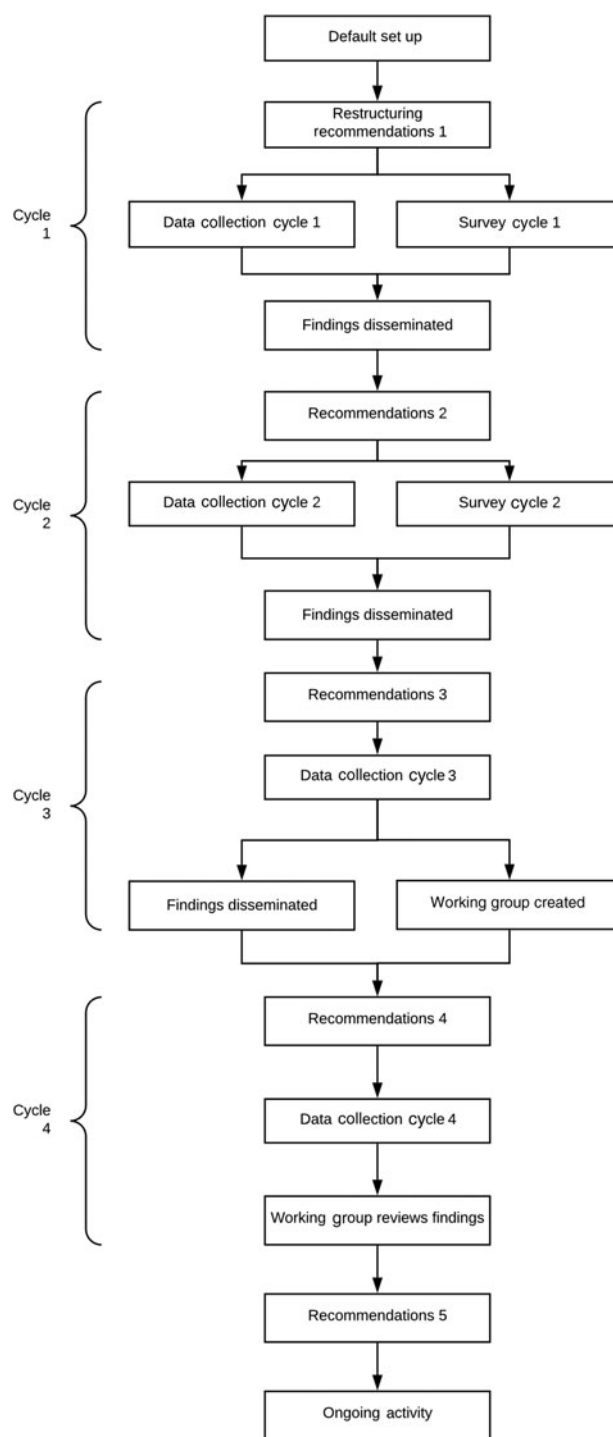 Default set up
Restructuring
recommendations 1
Cycle
1
Data collection cycle 1
Survey cycle 1
Findings disseminated
Recommendations 2
Cycle
2
Data collection cycle 2
Survey cycle 2
Findings disseminated
Recommendations 3
Cycle
3
Data collection cycle 3
Findings disseminated
Working group created
Recommendations 4
Cycle
4
Data collection cycle 4
Working group reviews findings
Recommendations 5
Ongoing activity